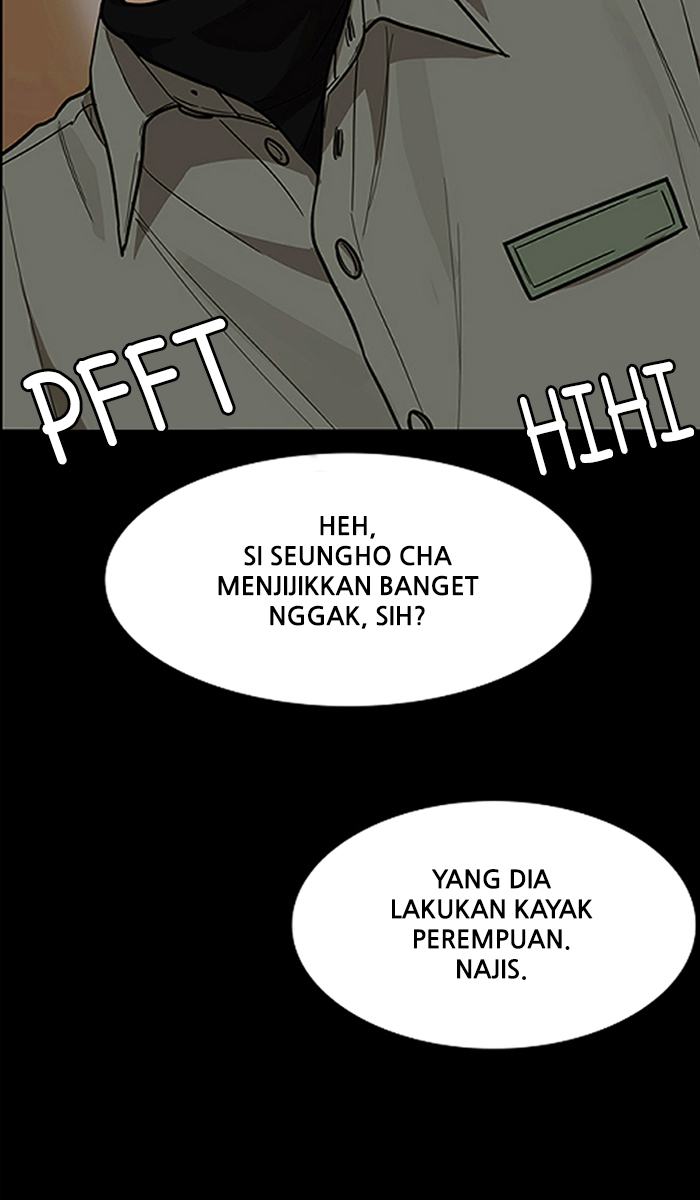 PFFT
HIHI
HEH,
SI SEUNGHO CHA
MENJIJIKKAN BANGET
NGGAK, SIH?
YANG DIA
LAKUKAN KAYAK
PEREMPUAN.
NAJIS.